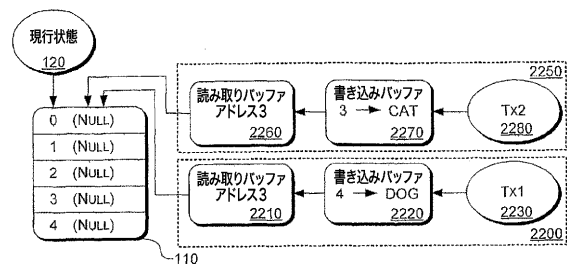 現行状態
120
0 (NULL)
1 (NULL)
2 (NULL)
3 (NULL)
4 (NULL)
110
2250
読み取りバッファ
アドレス3
2260
書き込みバッファ
3 → CAT
2270
Tx2
2280
読み取りバッファ
アドレス3
2210
書き込みバッファ
4 → DOG
2220
Tx1
2230
2200